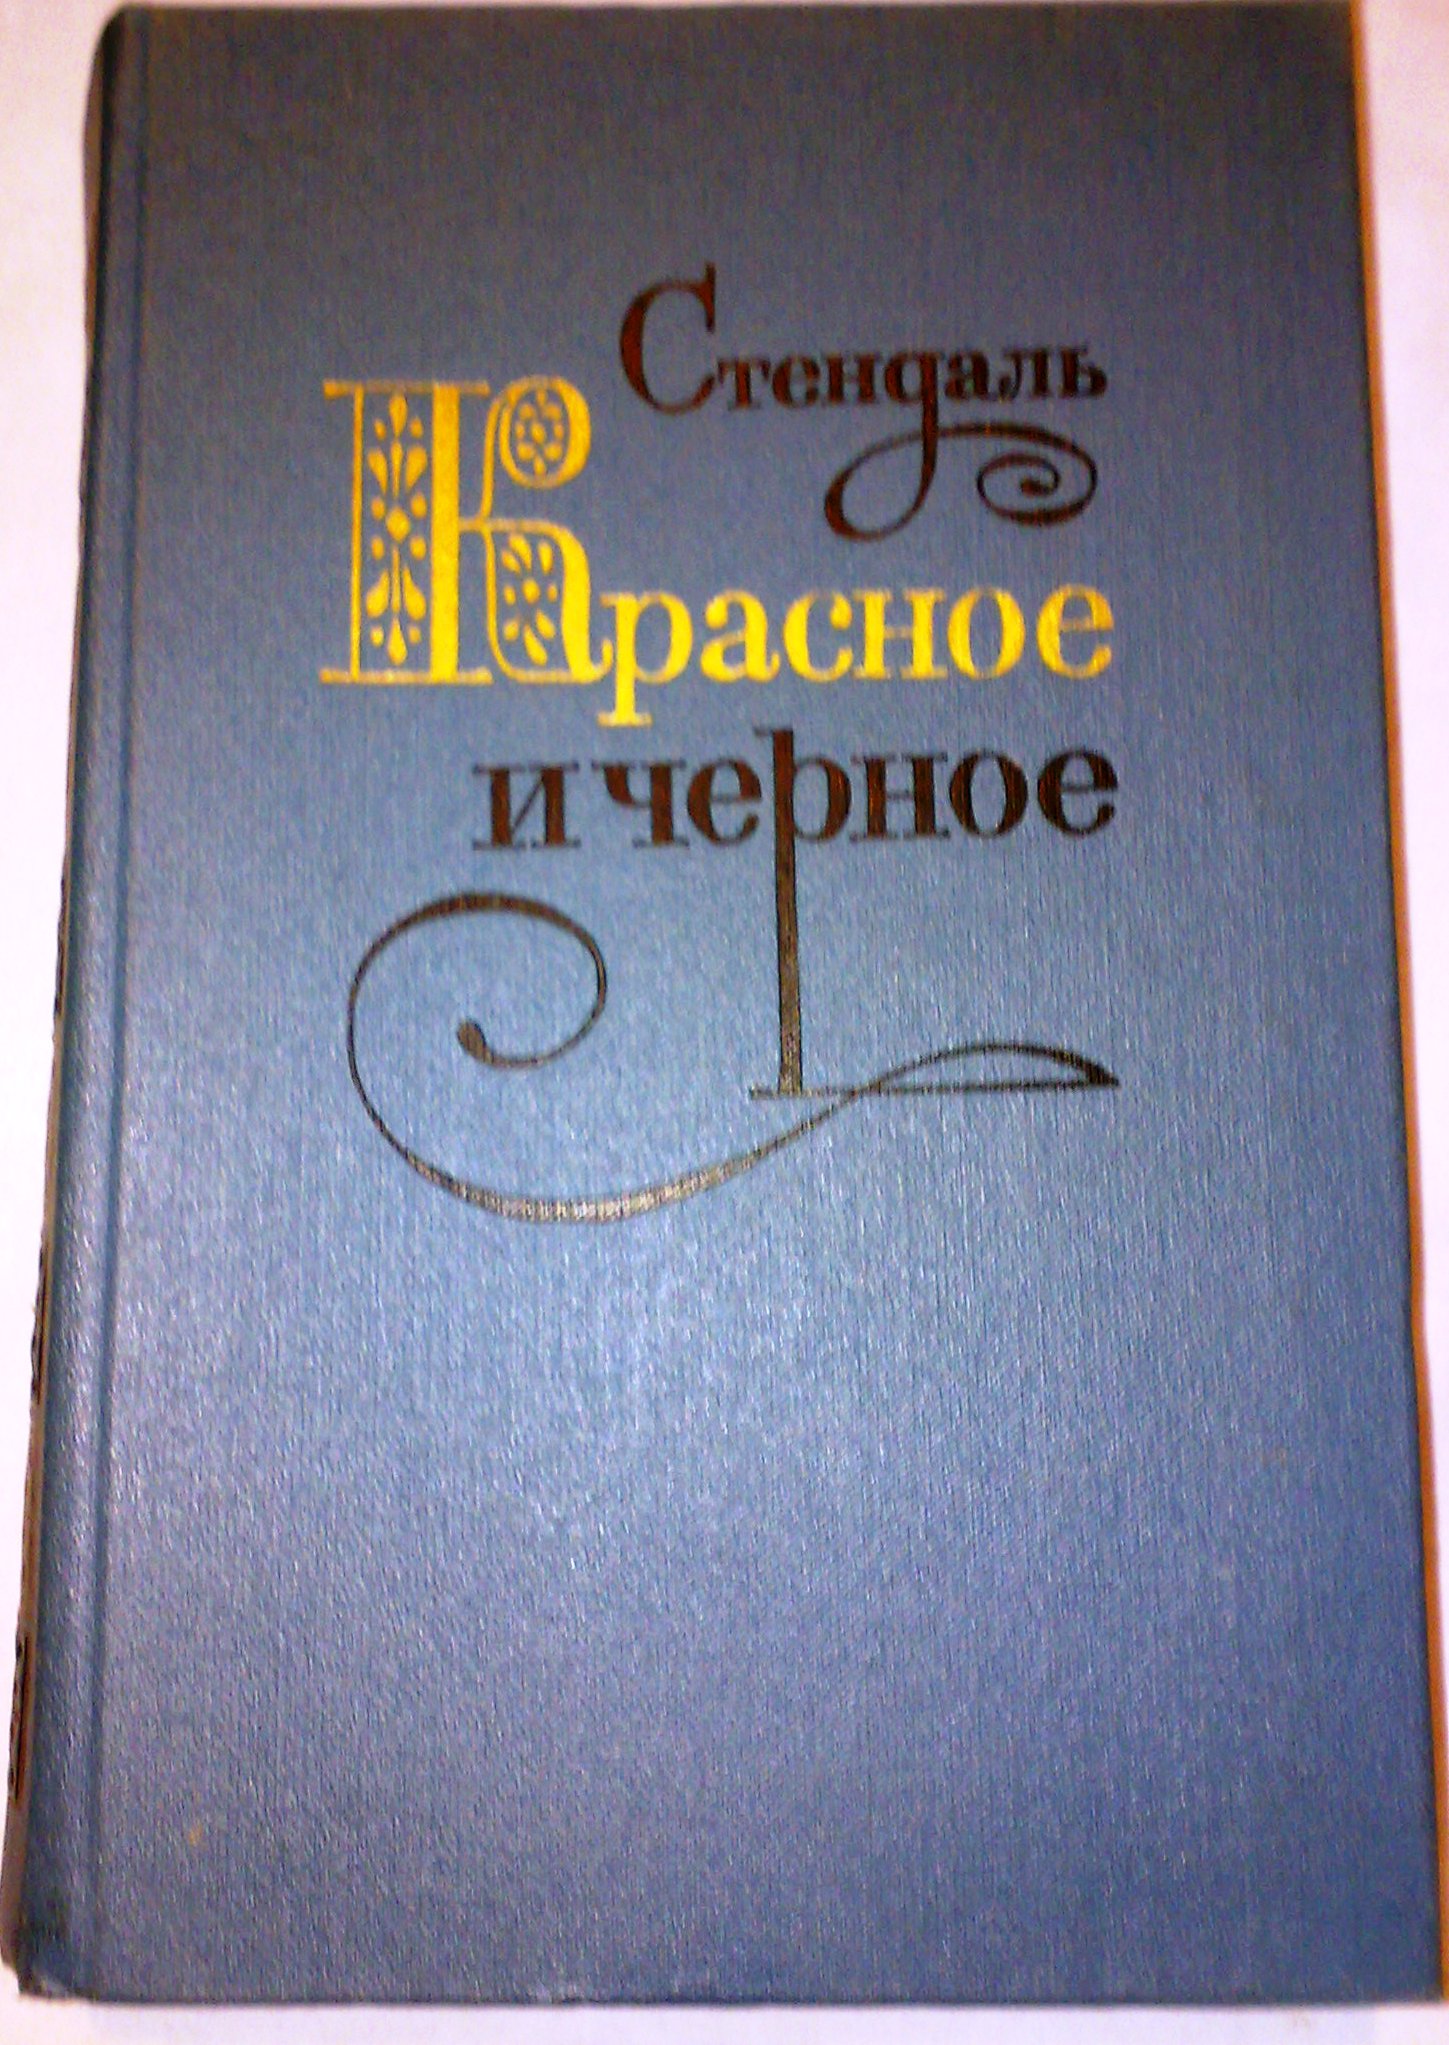 Стендаль
Красное
и черное